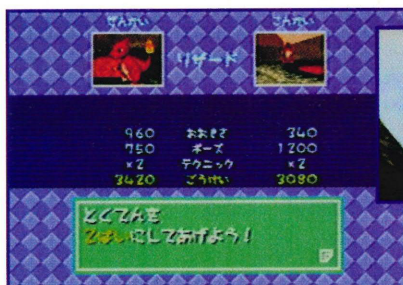 ぜんかい こんかい
リザード
960 おおきさ 340
750 ポーズ 1200
×2 テクニック ×2
3420 ごうけい 3080
とくてんを
2ばいにしてあげよう!